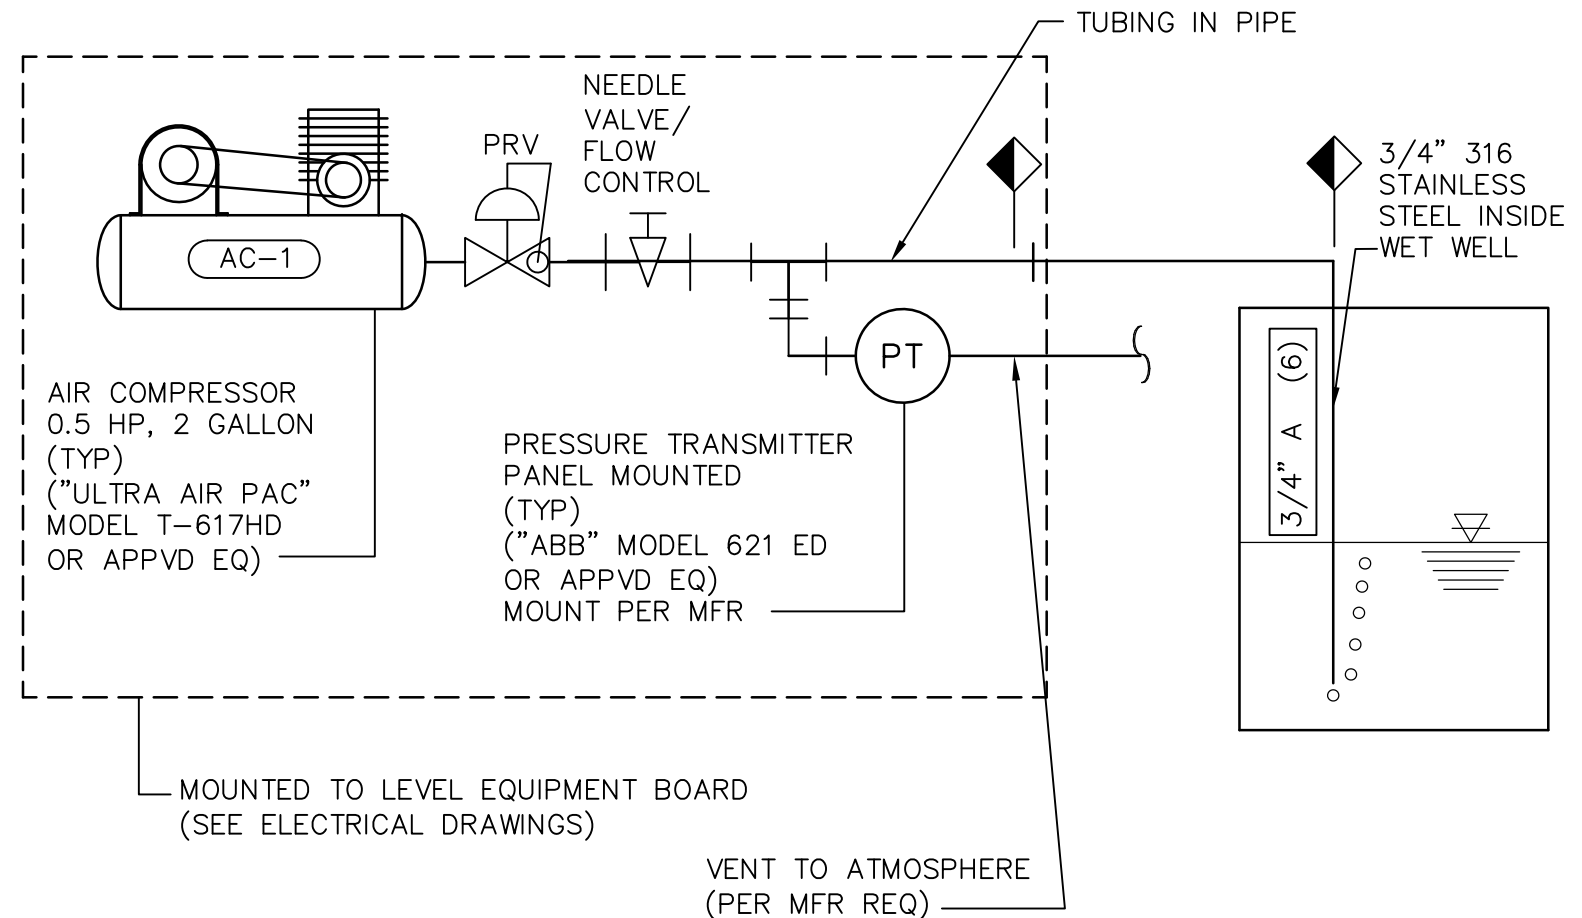 TUBING IN PIPE
NEEDLE
VALVE/
FLOW
CONTROL
PRV
3/4" 316
STAINLESS
STEEL INSIDE
WET WELL
AC-1
PT
3/4" A (6)
AIR COMPRESSOR
0.5 HP, 2 GALLON
(TYP)
("ULTRA AIR PAC"
MODEL T-617HD
OR APPVD EQ)
PRESSURE TRANSMITTER
PANEL MOUNTED
(TYP)
("ABB" MODEL 621 ED
OR APPVD EQ)
MOUNT PER MFR
MOUNTED TO LEVEL EQUIPMENT BOARD
(SEE ELECTRICAL DRAWINGS)
VENT TO ATMOSPHERE
(PER MFR REQ)